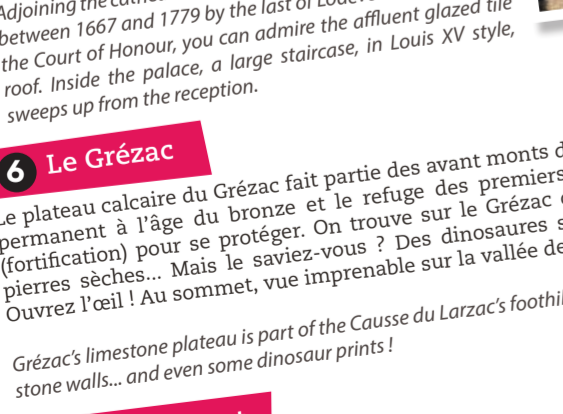 Adjoining the
between 1667 and 1779 by the last of
the Court of Honour, you can admire the affluent glazed tile
roof. Inside the palace, a large staircase, in Louis XV style,
sweeps up from the reception.
6 Le Grézac
Le plateau calcaire du Grézac fait partie des avant monts
permanent à l'âge du bronze et le refuge des premiers
(fortification) pour se protéger. On trouve sur le Grézac
pierres sèches... Mais le saviez-vous ? Des dinosaures
Ouvrez l'œil ! Au sommet, vue imprenable sur la vallée de
Grézac's limestone plateau is part of the Causse du Larzac's
stone walls... and even some dinosaur prints !